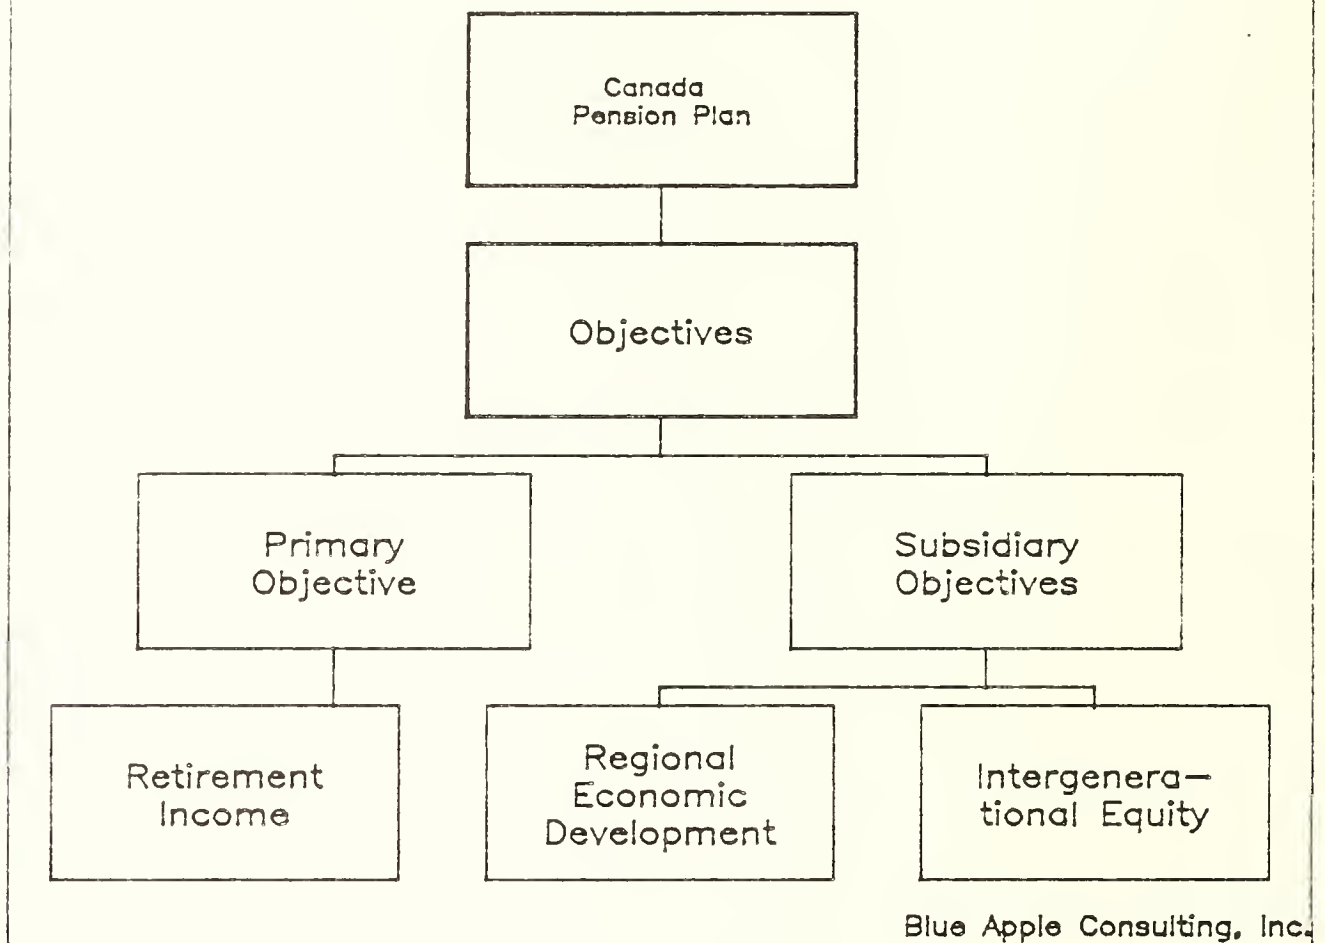 Canada
Pension Plan
Objectives
Primary
Objective
Subsidiary
Objectives
Retirement
Income
Regional
Economic
Development
Intergenera-
tional Equity
Blue Apple Consulting, Inc.